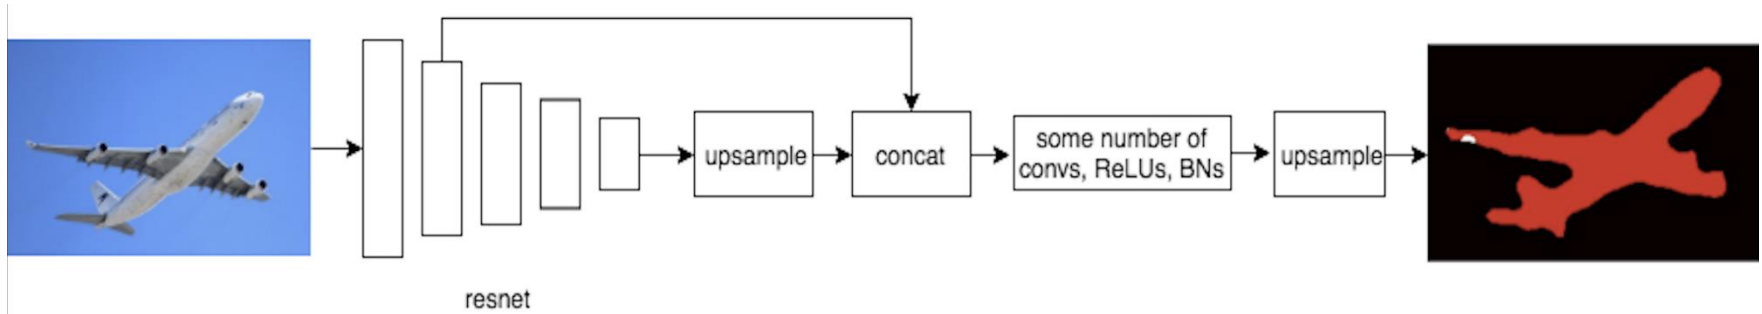 resnet
upsample
concat
some number of
convs, ReLUs, BNs
upsample